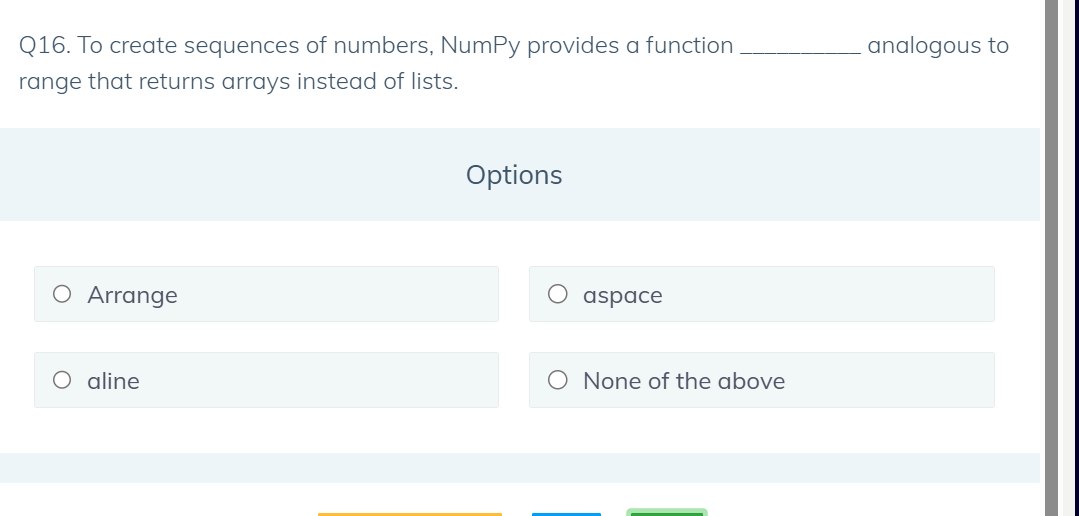 Q16. To create sequences of numbers, NumPy provides a function __________ analogous to
range that returns arrays instead of lists.
Options
Arrange
aspace
aline
None of the above